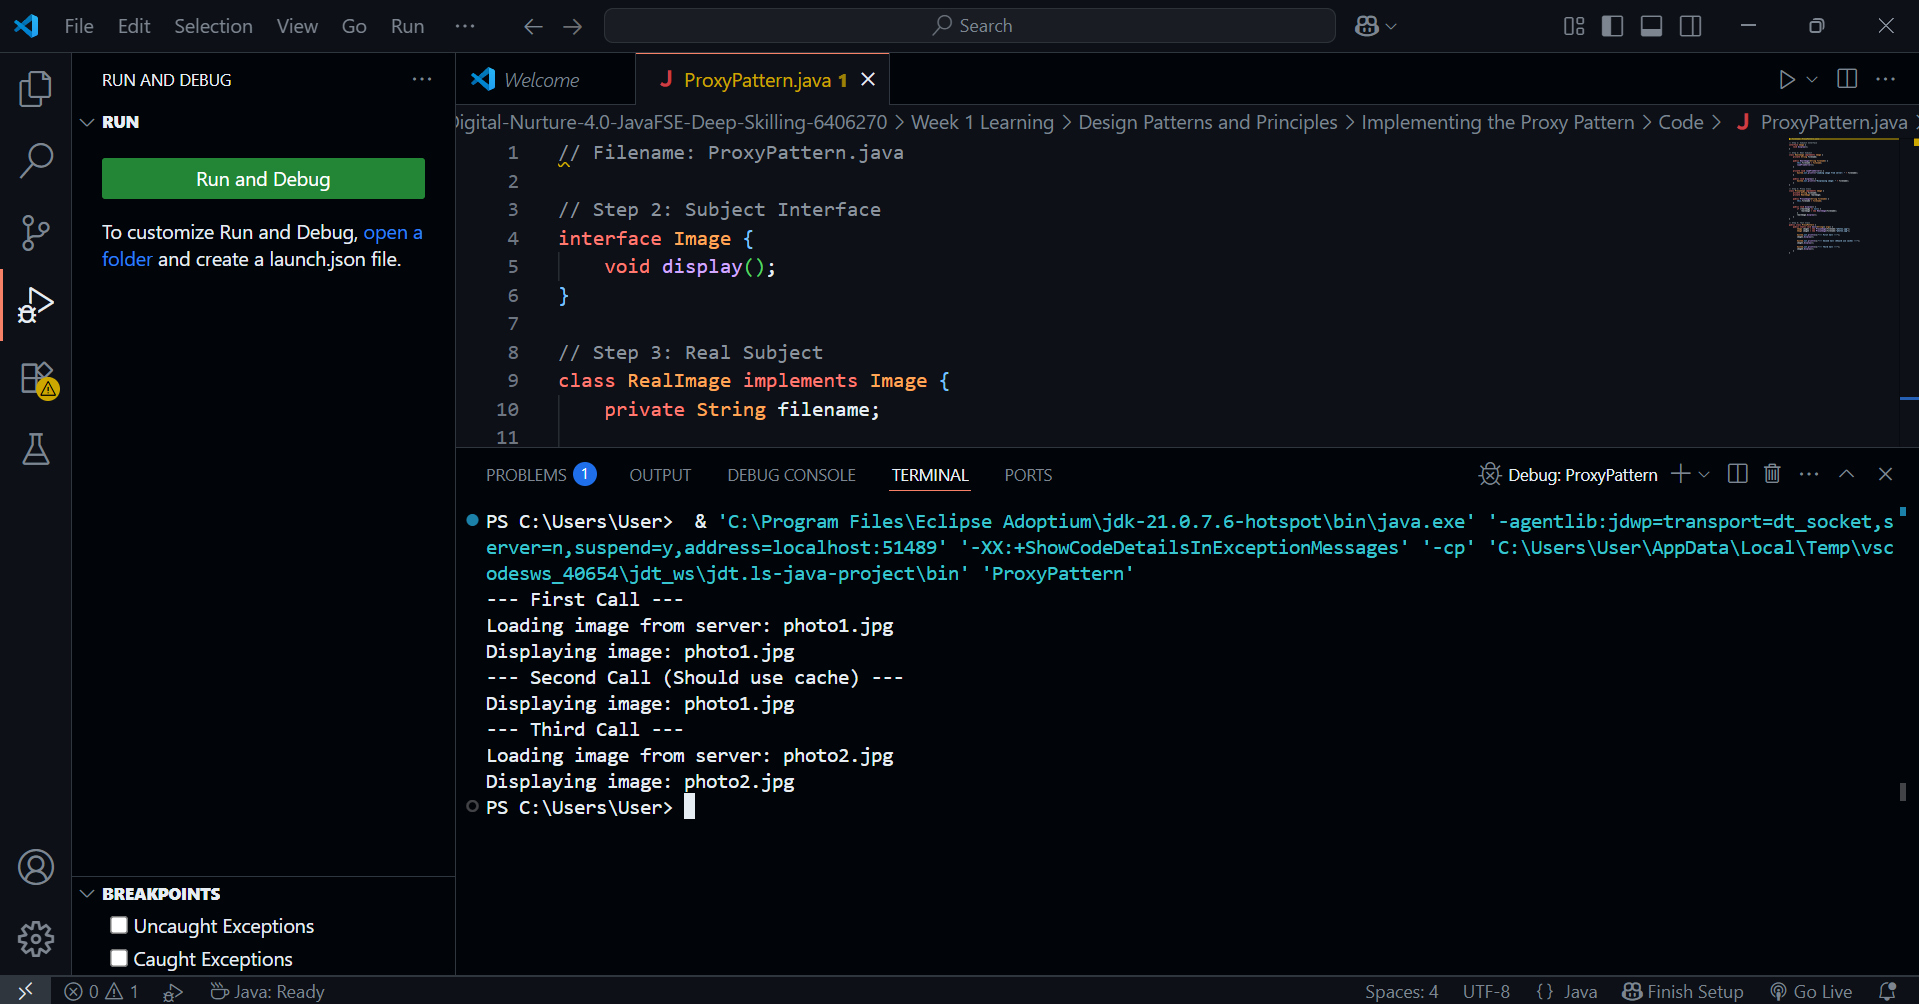 File Edit Selection View Go Run ··· Search
RUN AND DEBUG ···
RUN
Run and Debug
To customize Run and Debug, open a
folder and create a launch.json file.
BREAKPOINTS
Uncaught Exceptions
Caught Exceptions
Welcome
J ProxyPattern.java 1
Digital-Nurture-4.0-JavaFSE-Deep-Skilling-6406270 > Week 1 Learning > Design Patterns and Principles > Implementing the Proxy Pattern > Code > J ProxyPattern.java
1 // Filename: ProxyPattern.java
2
3 // Step 2: Subject Interface
4 interface Image {
5 void display();
6 }
7
8 // Step 3: Real Subject
9 class RealImage implements Image {
10 private String filename;
11
PROBLEMS 1 OUTPUT DEBUG CONSOLE TERMINAL PORTS Debug: ProxyPattern
PS C:\Users\User>  & 'C:\Program Files\Eclipse Adoptium\jdk-21.0.7.6-hotspot\bin\java.exe' '-agentlib:jdwp=transport=dt_socket,s
erver=n,suspend=y,address=localhost:51489' '-XX:+ShowCodeDetailsInExceptionMessages' '-cp' 'C:\Users\User\AppData\Local\Temp\vsc
odesws_40654\jdt_ws\jdt.ls-java-project\bin' 'ProxyPattern'
--- First Call ---
Loading image from server: photo1.jpg
Displaying image: photo1.jpg
--- Second Call (Should use cache) ---
Displaying image: photo1.jpg
--- Third Call ---
Loading image from server: photo2.jpg
Displaying image: photo2.jpg
PS C:\Users\User>
0 1 Java: Ready Spaces: 4 UTF-8 {} Java Finish Setup Go Live